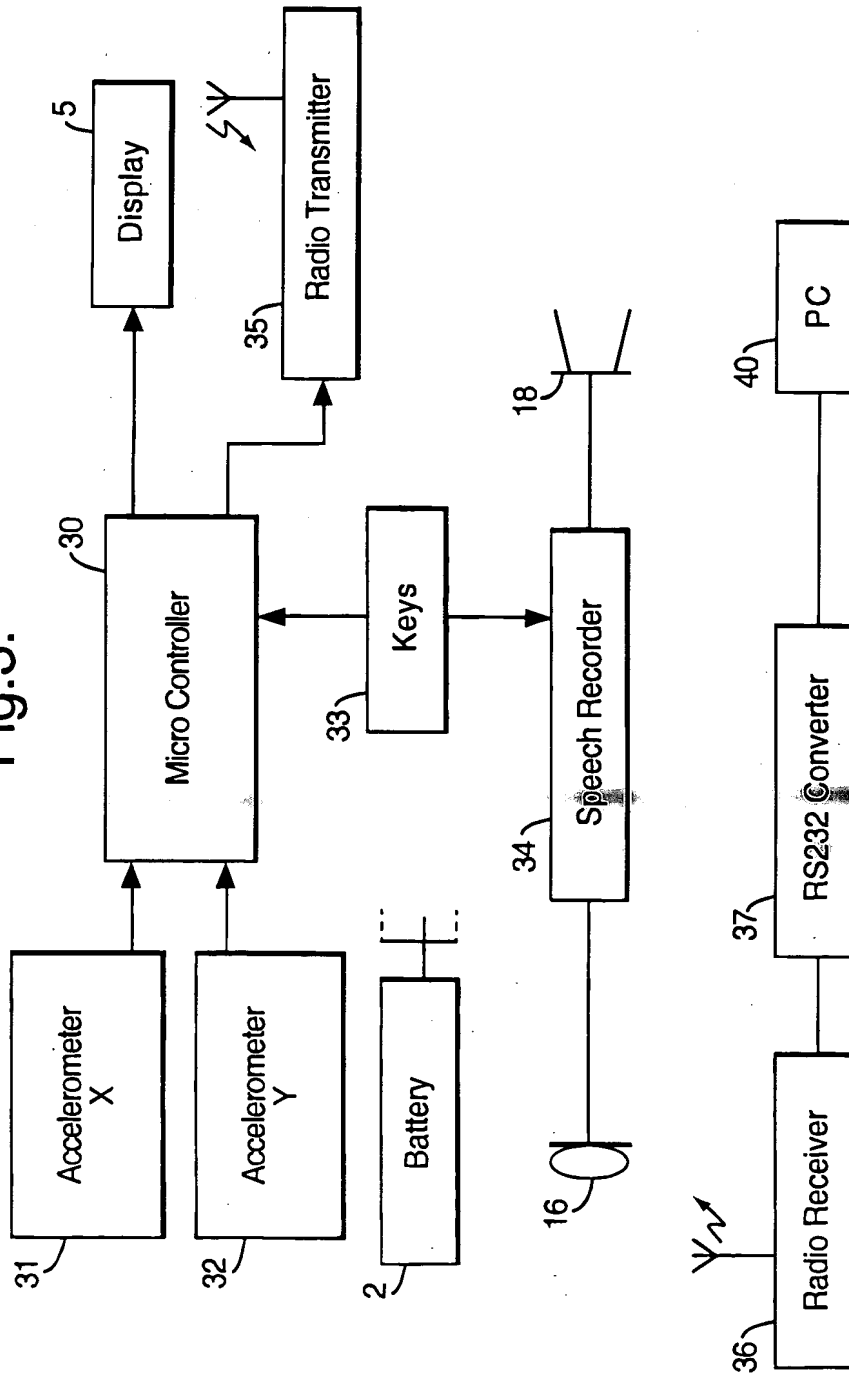 Fig.3.
31
Accelerometer
X
32
Accelerometer
Y
2
Battery
30
Micro Controller
5
Display
35
Radio Transmitter
33
Keys
16
34
Speech Recorder
18
36
Radio Receiver
37
RS232 Converter
40
PC